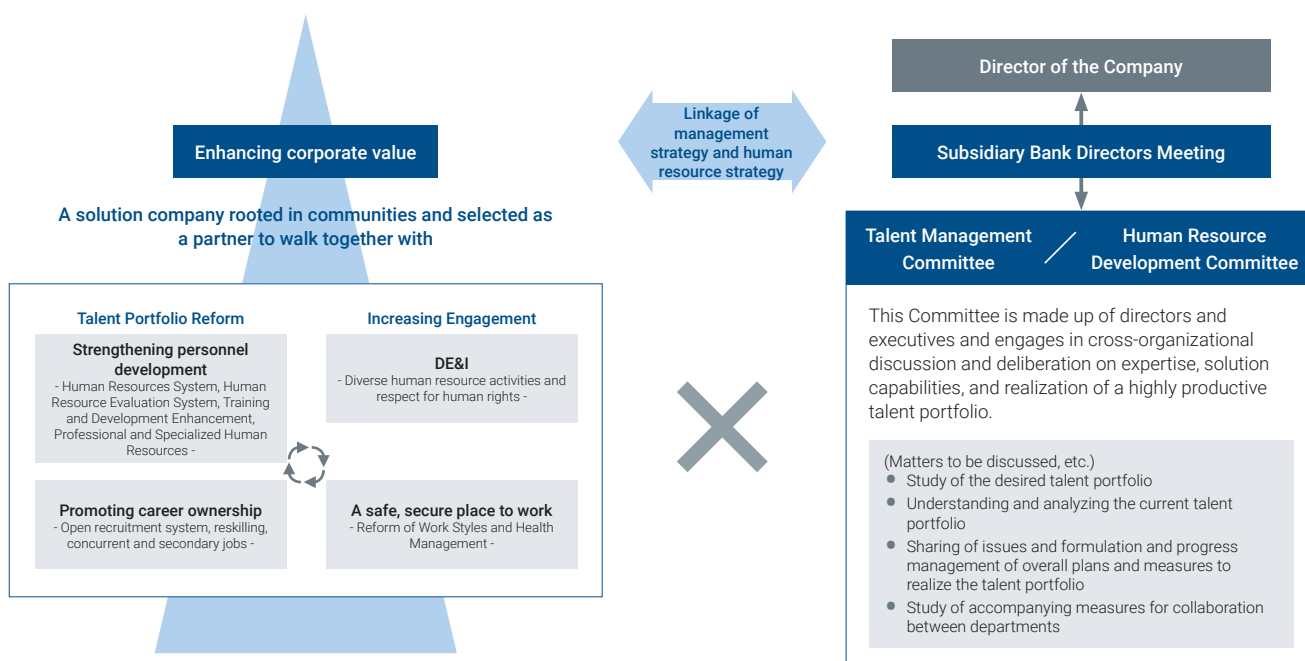 Enhancing corporate value
A solution company rooted in communities and selected as
a partner to walk together with
Talent Portfolio Reform
Strengthening personnel
development
- Human Resources System, Human
Resource Evaluation System, Training
and Development Enhancement,
Professional and Specialized Human
Resources -
Promoting career ownership
- Open recruitment system, reskilling,
concurrent and secondary jobs -
Increasing Engagement
DE&I
- Diverse human resource activities and
respect for human rights -
A safe, secure place to work
- Reform of Work Styles and Health
Management -
Linkage of
management
strategy and human
resource strategy
Director of the Company
Subsidiary Bank Directors Meeting
Talent Management
Committee
Human Resource
Development Committee
This Committee is made up of directors and
executives and engages in cross-organizational
discussion and deliberation on expertise, solution
capabilities, and realization of a highly productive
talent portfolio.
(Matters to be discussed, etc.)
● Study of the desired talent portfolio
● Understanding and analyzing the current talent
portfolio
● Sharing of issues and formulation and progress
management of overall plans and measures to
realize the talent portfolio
● Study of accompanying measures for collaboration
between departments